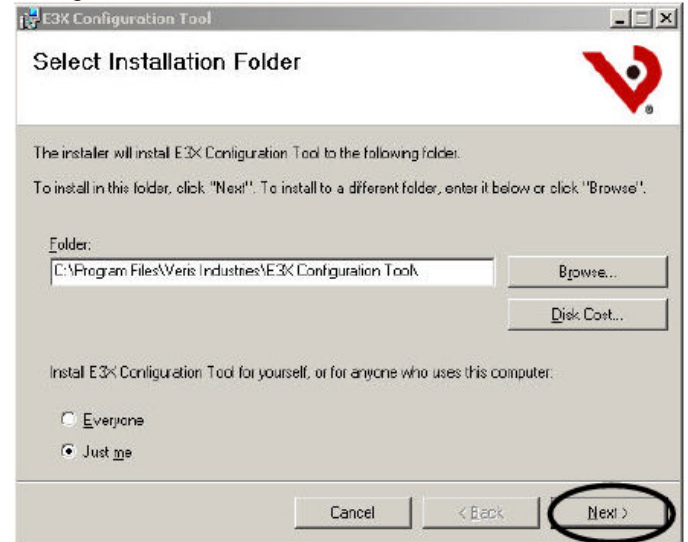 E3X Configuration Tool
Select Installation Folder
The installer will install E3X Configuration Tool to the following folder.
To install in this folder, click "Next". To install to a different folder, enter it below or click "Browse".
Folder:
C:\Program Files\Veris Industries\E3X Configuration Tool\
Browse...
Disk Cost...
Install E3X Configuration Tool for yourself, or for anyone who uses this computer:
Everyone
Just me
Cancel
< Back
Next >